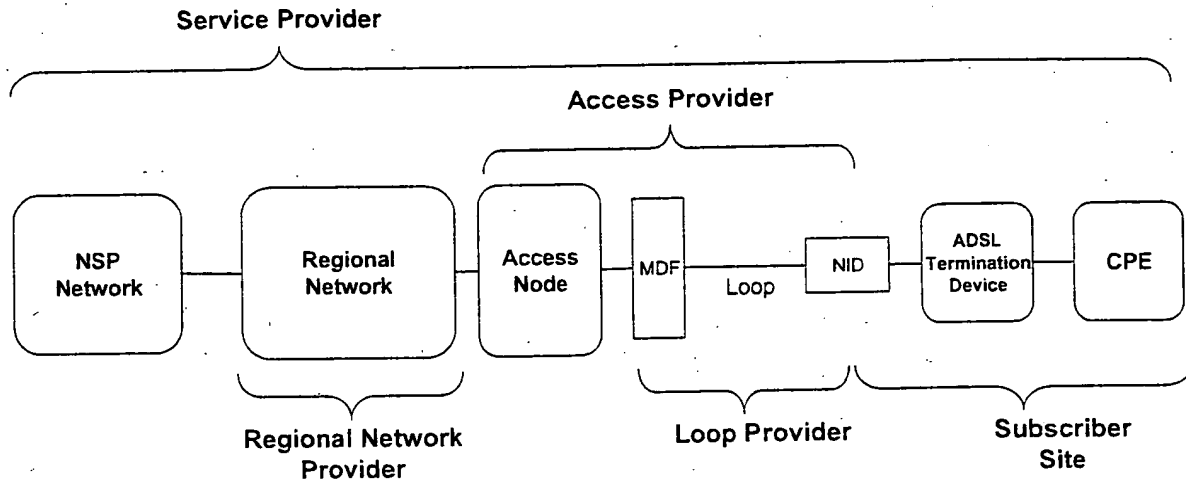 Service Provider
Access Provider
NSP
Network
Regional
Network
Access
Node
MDF
Loop
NID
ADSL
Termination
Device
CPE
Regional Network
Provider
Loop Provider
Subscriber
Site